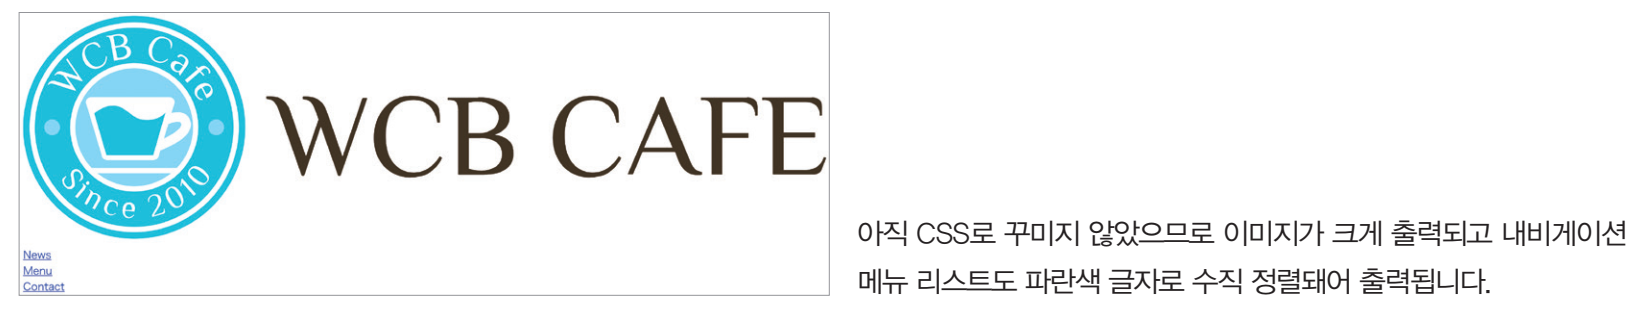 WCB Cafe
Since 2010
WCB CAFE
News
Menu
Contact
아직 CSS로 꾸미지 않았으므로 이미지가 크게 출력되고 내비게이션
메뉴 리스트도 파란색 글자로 수직 정렬돼어 출력됩니다.